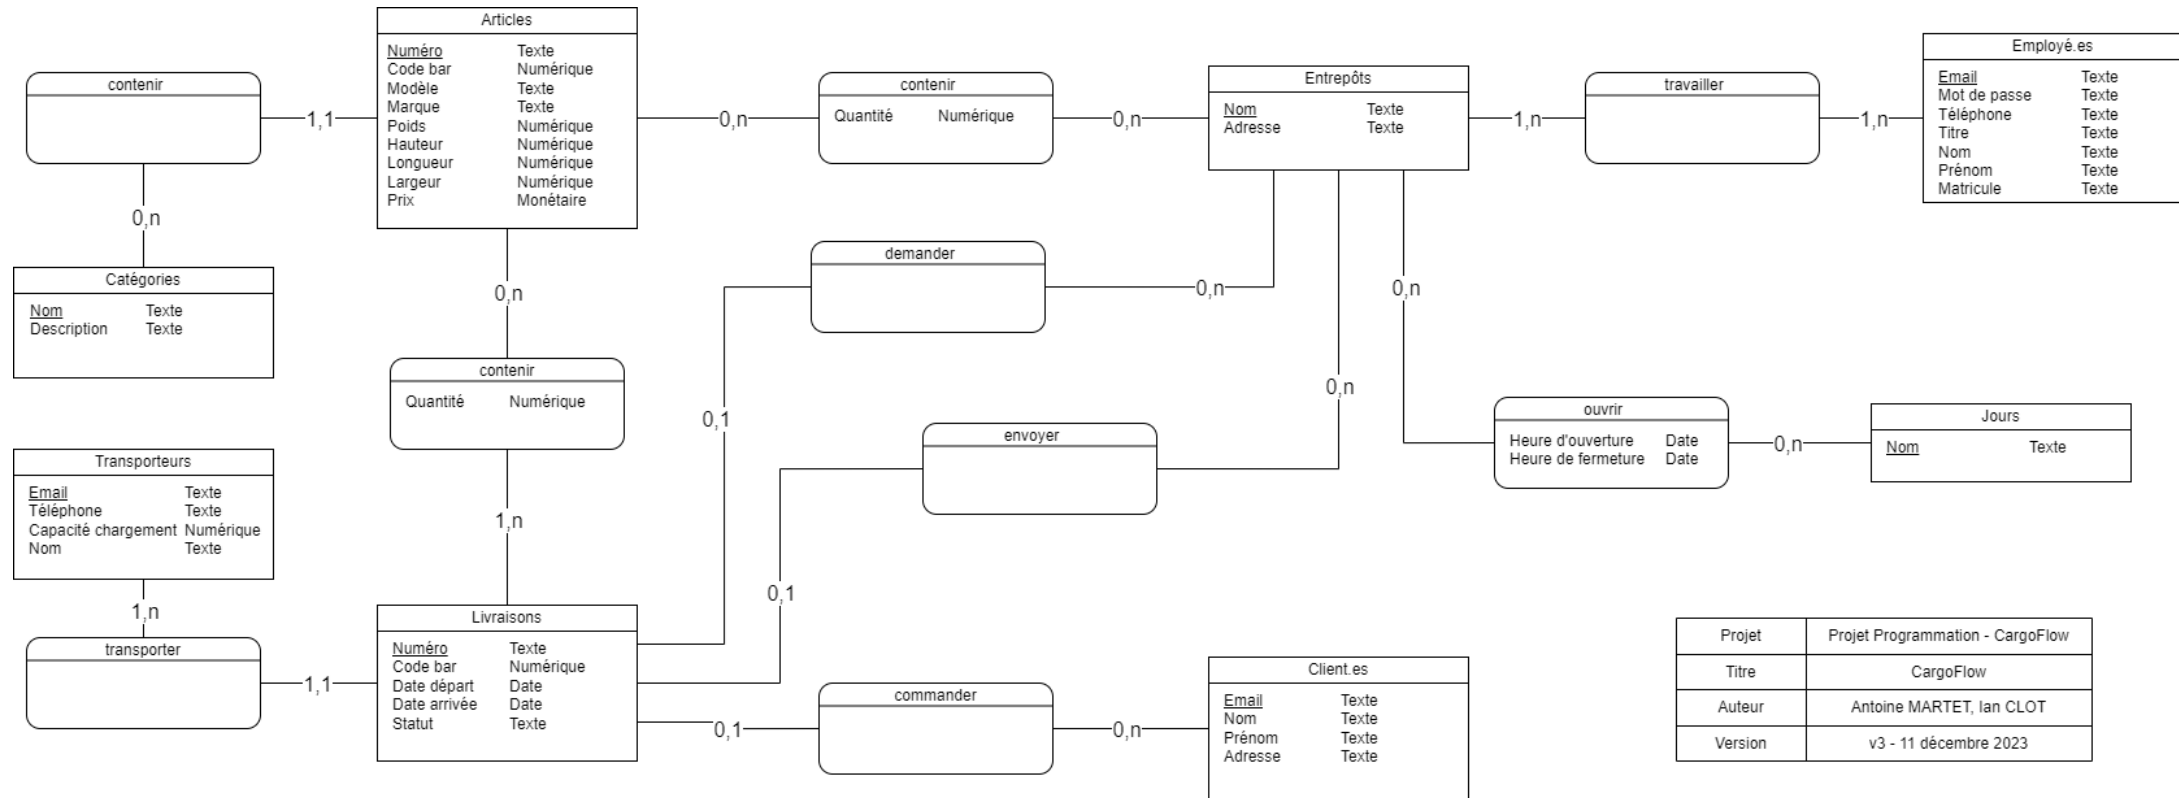 Articles
Numéro Texte
Code bar Numérique
Modèle Texte
Marque Texte
Poids Numérique
Hauteur Numérique
Longueur Numérique
Largeur Numérique
Prix Monétaire
contenir
1,1
0,n
contenir
Quantité Numérique
0,n
Entrepôts
Nom Texte
Adresse Texte
1,n
travailler
1,n
Employé.es
Email Texte
Mot de passe Texte
Téléphone Texte
Titre Texte
Nom Texte
Prénom Texte
Matricule Texte
0,n
Catégories
Nom Texte
Description Texte
0,n
demander
0,n
0,n
contenir
Quantité Numérique
0,1
0,n
envoyer
ouvrir
Heure d'ouverture Date
Heure de fermeture Date
0,n
Jours
Nom Texte
Transporteurs
Email Texte
Téléphone Texte
Capacité chargement Numérique
Nom Texte
1,n
1,n
0,1
transporter
1,1
Livraisons
Numéro Texte
Code bar Numérique
Date départ Date
Date arrivée Date
Statut Texte
0,1
commander
0,n
Client.es
Email Texte
Nom Texte
Prénom Texte
Adresse Texte
Projet Projet Programmation - CargoFlow
Titre CargoFlow
Auteur Antoine MARTET, Ian CLOT
Version v3 - 11 décembre 2023